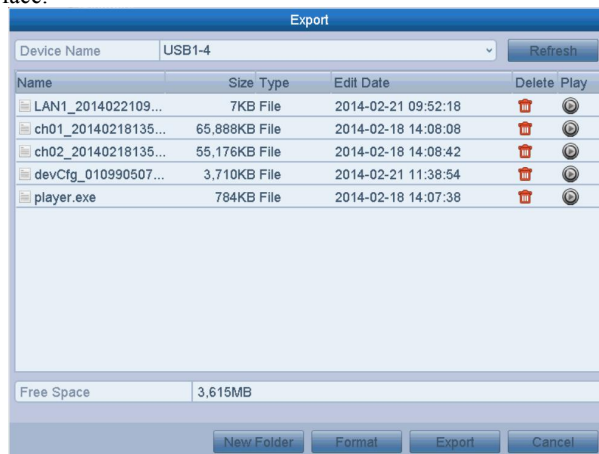 face.
Export
Device Name USB1-4 Refresh
Name Size Type Edit Date Delete Play
LAN1_2014022109... 7KB File 2014-02-21 09:52:18
ch01_20140218135... 65,888KB File 2014-02-18 14:08:08
ch02_20140218135... 55,176KB File 2014-02-18 14:08:42
devCfg_010990507... 3,710KB File 2014-02-21 11:38:54
player.exe 784KB File 2014-02-18 14:07:38
Free Space 3,615MB
New Folder Format Export Cancel